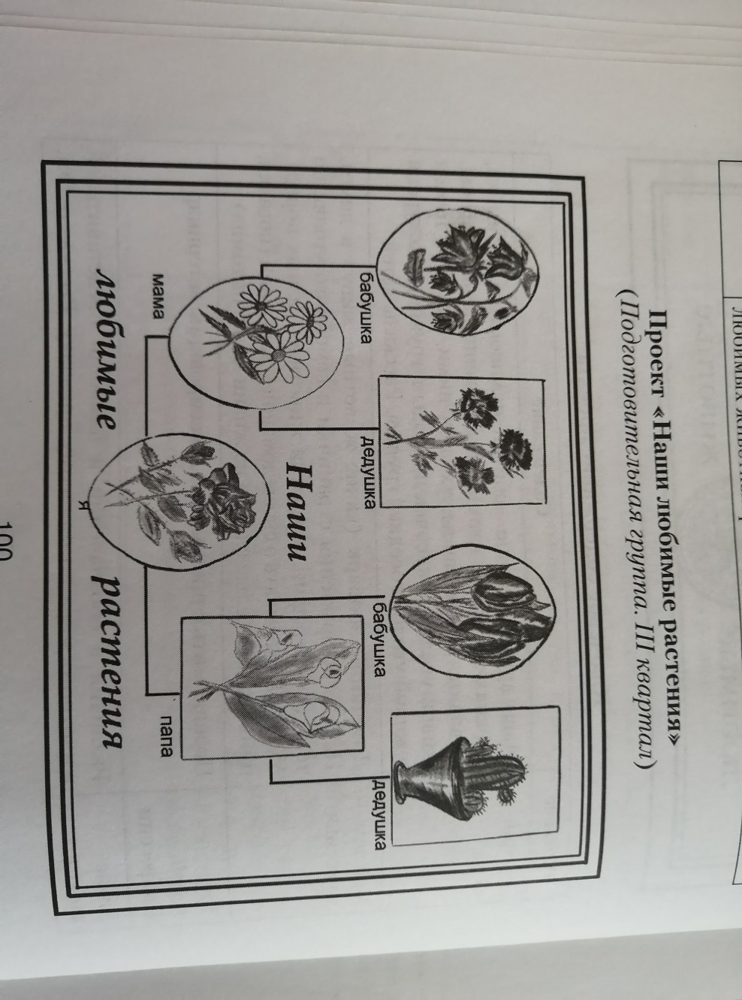 Проект «Наши любимые растения»
(Подготовительная группа. III квартал)
бабушка
дедушка
бабушка
дедушка
Наши
мама
папа
любимые
растения
я
100